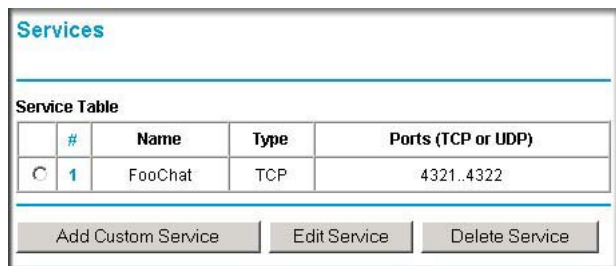 Services
Service Table
# Name Type Ports (TCP or UDP)
1 FooChat TCP 4321..4322
Add Custom Service Edit Service Delete Service